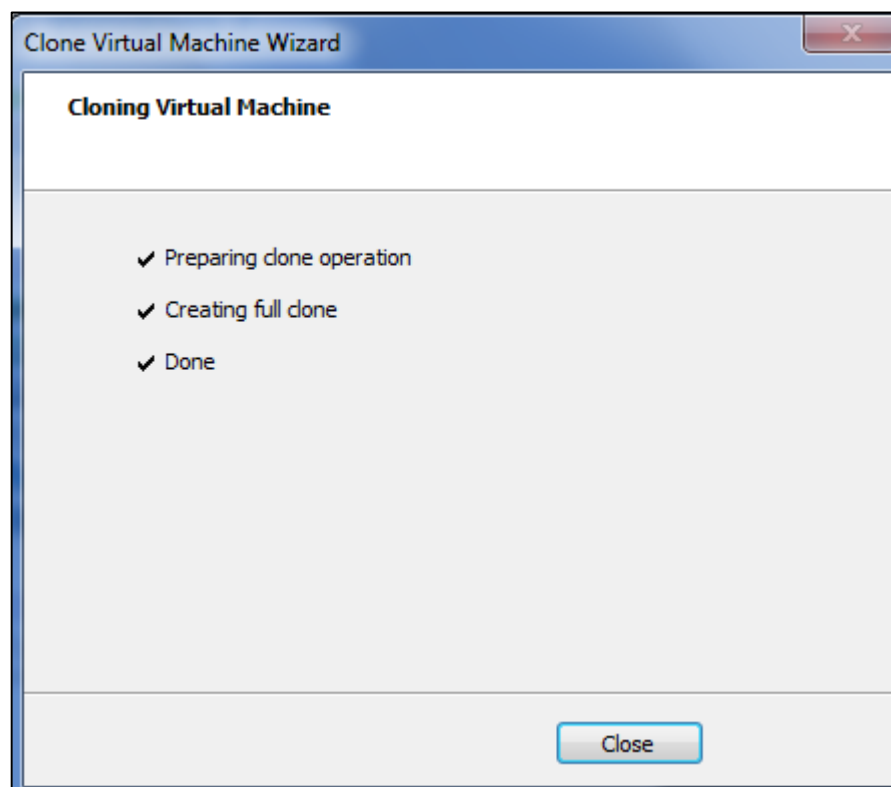 Clone Virtual Machine Wizard
Cloning Virtual Machine
✔ Preparing clone operation
✔ Creating full clone
✔ Done
Close